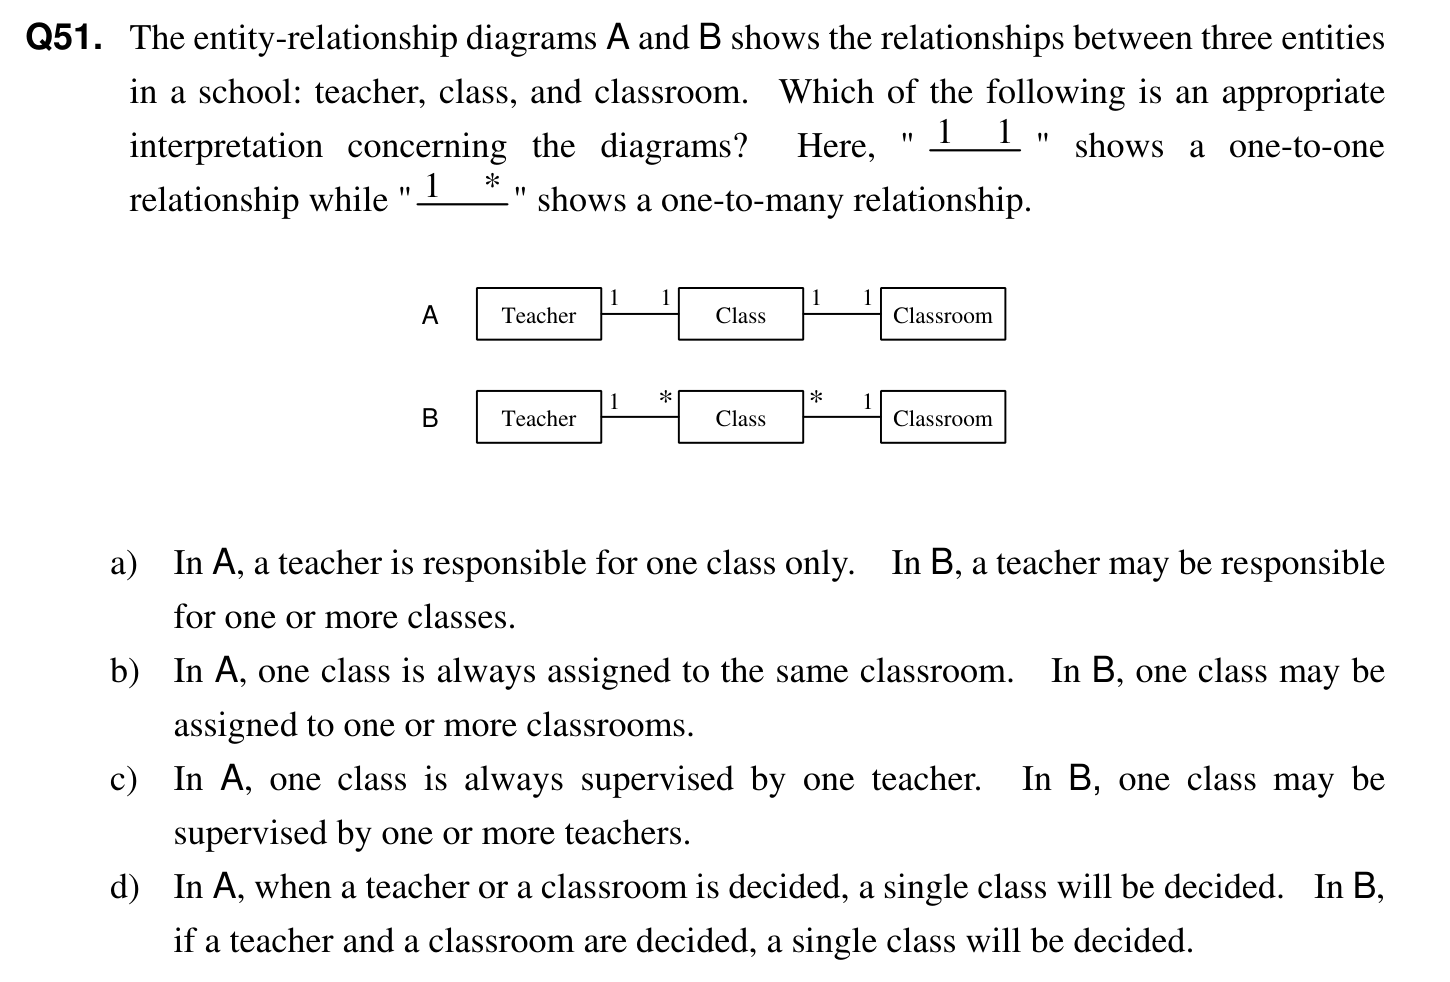 Q51. The entity-relationship diagrams A and B shows the relationships between three entities
in a school: teacher, class, and classroom. Which of the following is an appropriate
interpretation concerning the diagrams? Here, " 1 1 " shows a one-to-one
relationship while " 1 * " shows a one-to-many relationship.
A Teacher 1 1 Class 1 1 Classroom
B Teacher 1 * Class * 1 Classroom
a) In A, a teacher is responsible for one class only. In B, a teacher may be responsible
for one or more classes.
b) In A, one class is always assigned to the same classroom. In B, one class may be
assigned to one or more classrooms.
c) In A, one class is always supervised by one teacher. In B, one class may be
supervised by one or more teachers.
d) In A, when a teacher or a classroom is decided, a single class will be decided. In B,
if a teacher and a classroom are decided, a single class will be decided.